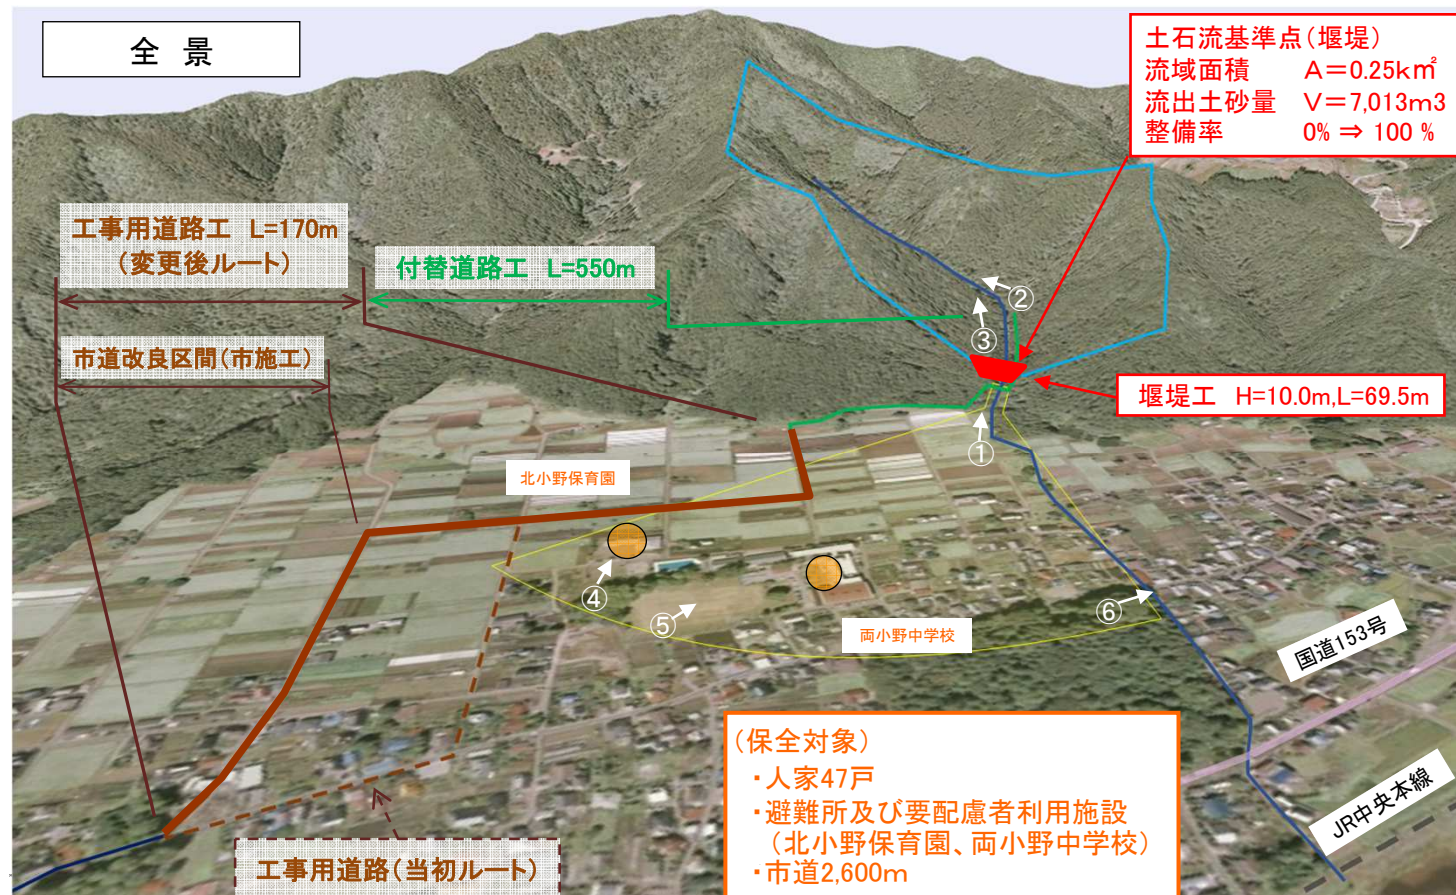 全 景
土石流基準点(堰堤)
流域面積 A=0.25k㎡
流出土砂量 V=7,013m3
整備率 0% ⇒ 100 %
工事用道路工 L=170m
(変更後ルート)
付替道路工 L=550m
市道改良区間(市施工)
②
③
堰堤工 H=10.0m,L=69.5m
①
北小野保育園
④
⑤
⑥
両小野中学校
国道153号
JR中央本線
(保全対象)
・人家47戸
・避難所及び要配慮者利用施設
(北小野保育園、両小野中学校)
・市道2,600m
工事用道路(当初ルート)